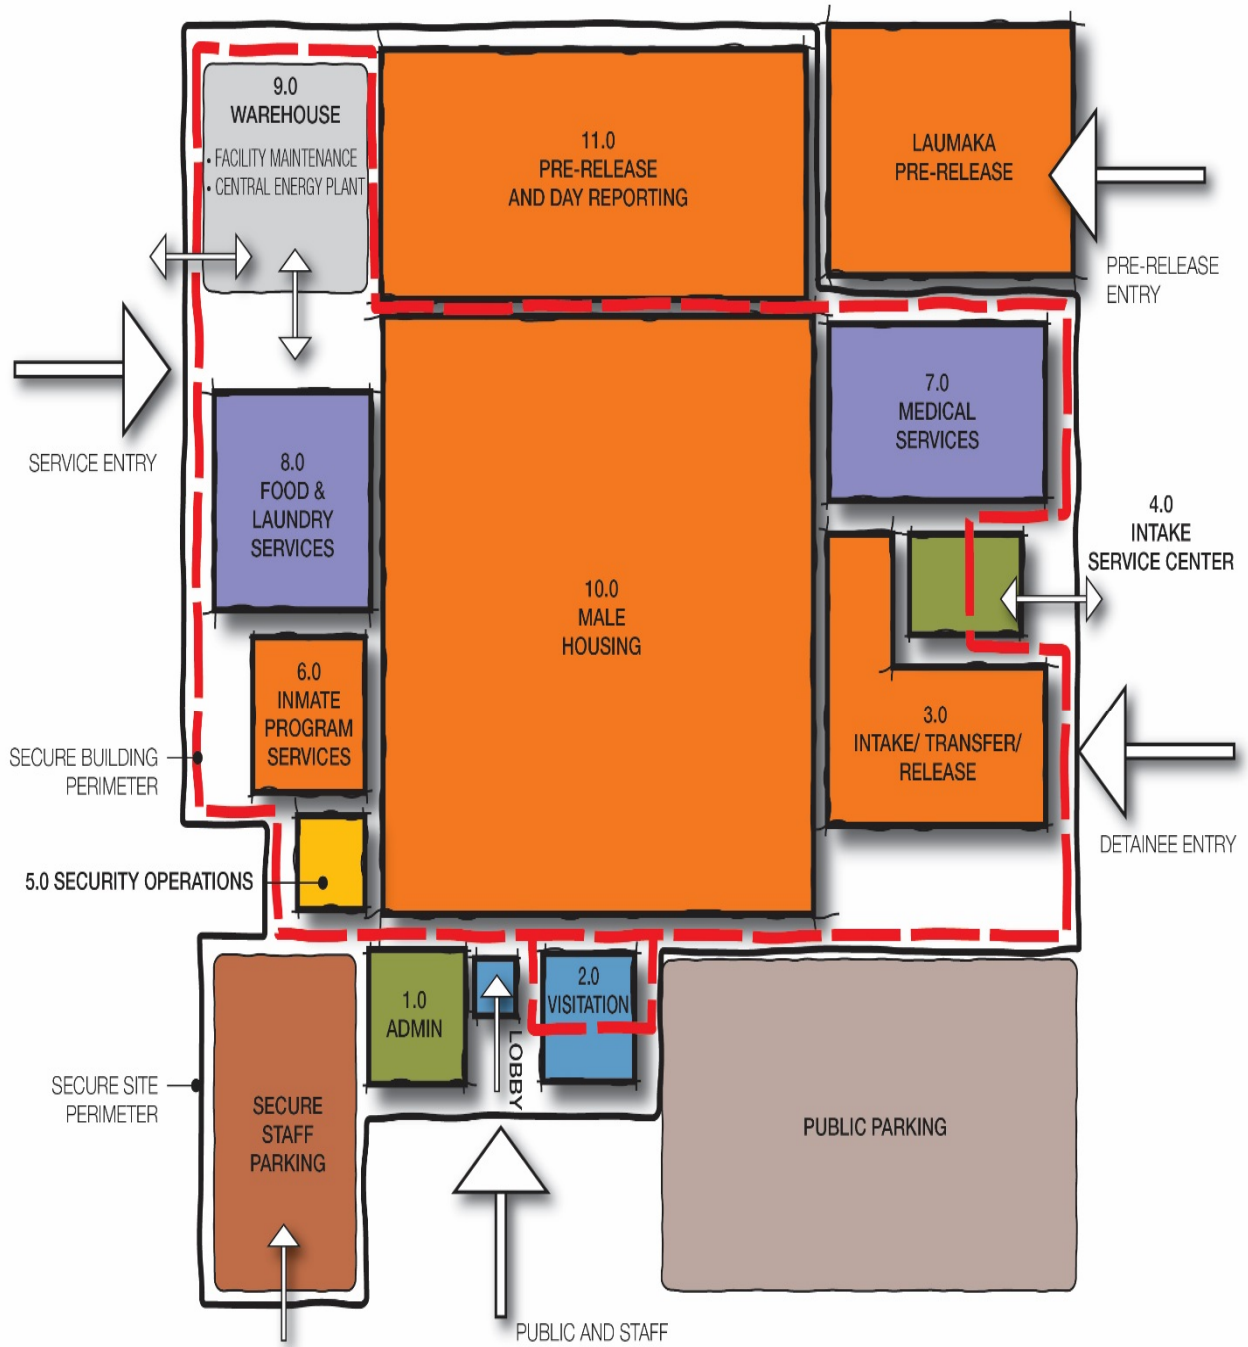 9.0
WAREHOUSE
• FACILITY MAINTENANCE
• CENTRAL ENERGY PLANT
11.0
PRE-RELEASE
AND DAY REPORTING
LAUMAKA
PRE-RELEASE
PRE-RELEASE
ENTRY
SERVICE ENTRY
8.0
FOOD &
LAUNDRY
SERVICES
7.0
MEDICAL
SERVICES
4.0
INTAKE
SERVICE CENTER
10.0
MALE
HOUSING
6.0
INMATE
PROGRAM
SERVICES
3.0
INTAKE/ TRANSFER/
RELEASE
SECURE BUILDING
PERIMETER
DETAINEE ENTRY
5.0 SECURITY OPERATIONS
1.0
ADMIN
LOBBY
2.0
VISITATION
SECURE SITE
PERIMETER
SECURE
STAFF
PARKING
PUBLIC PARKING
PUBLIC AND STAFF